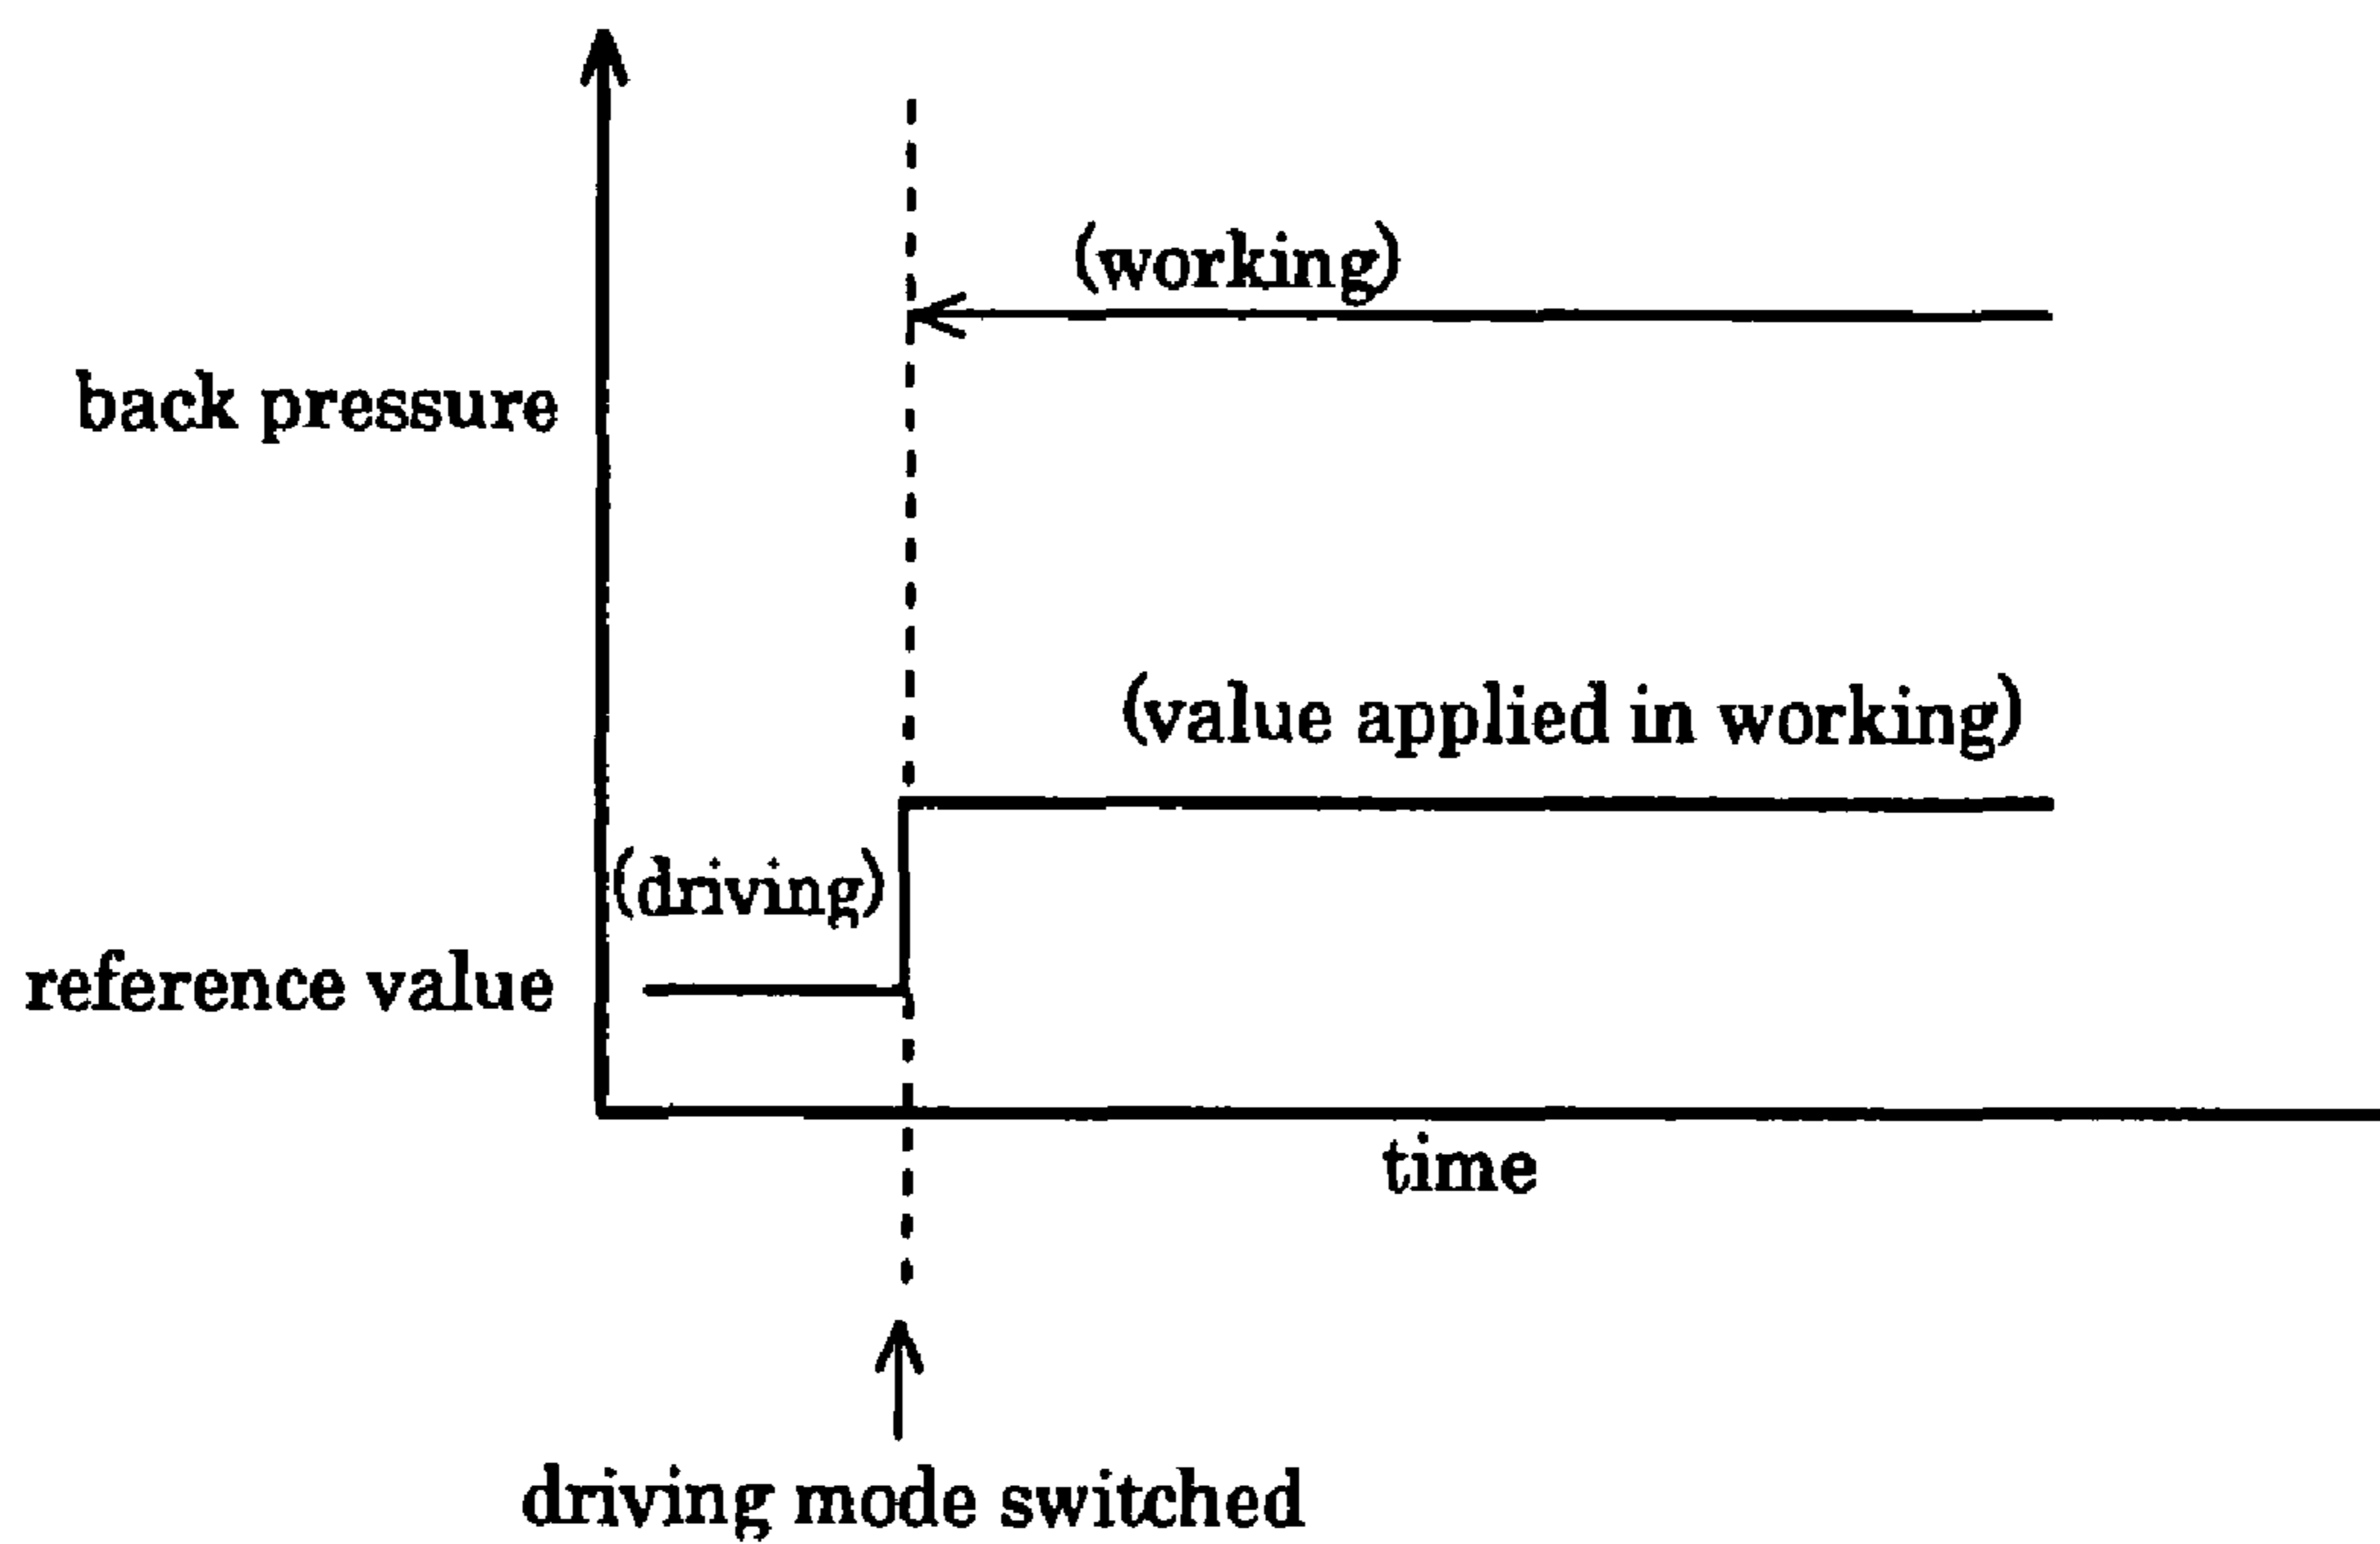 (working)
back pressure
(value applied in working)
(driving)
reference value
time
driving mode switched